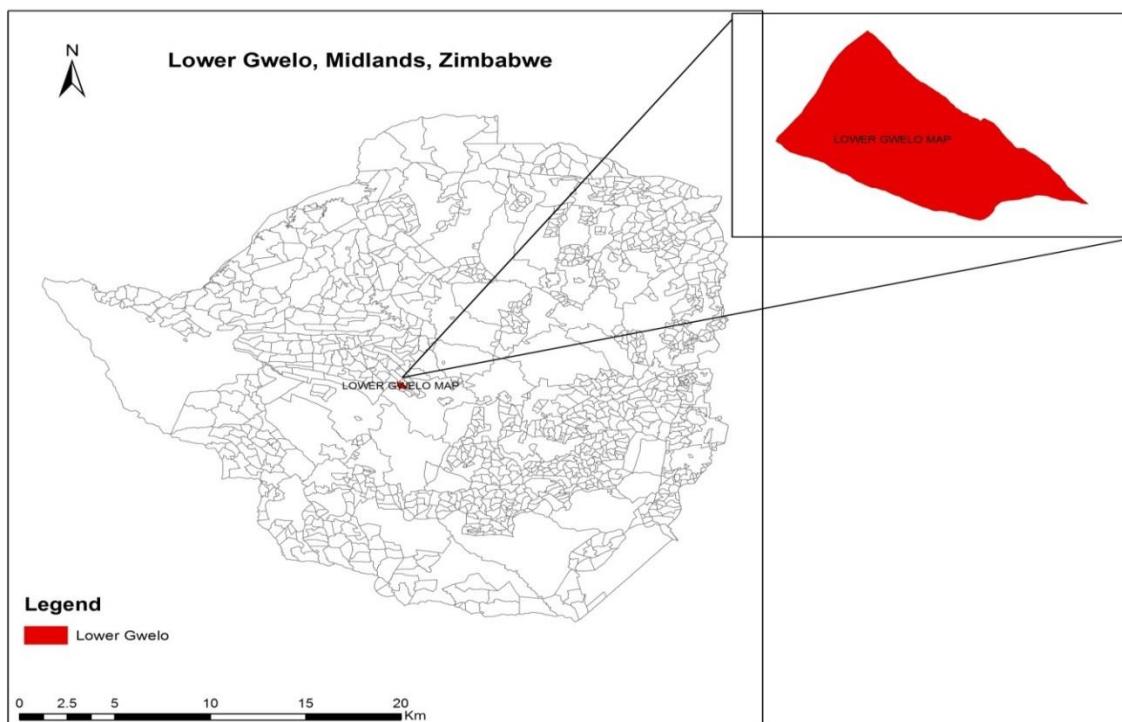 N
Lower Gwelo, Midlands, Zimbabwe
LOWER GWELO MAP
LOWER GWELO MAP
Legend
Lower Gwelo
0 2.5 5 10 15 20
Km